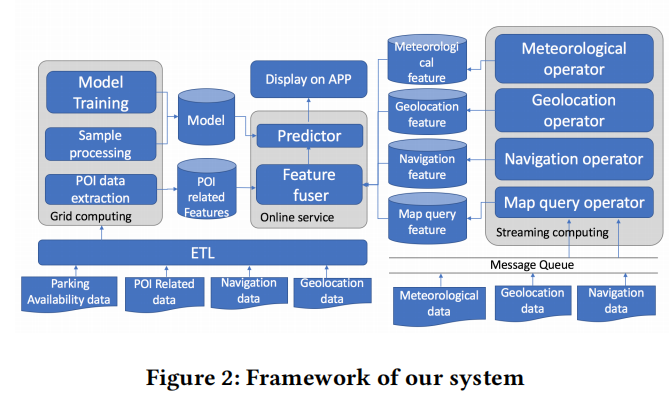 Model
Training
Sample
processing
POI data
extraction
Grid computing
Model
POI
related
Features
Display on APP
Predictor
Feature
fuser
Online service
Meteorologi
cal
feature
Geolocation
feature
Navigation
feature
Map query
feature
Meteorological
operator
Geolocation
operator
Navigation operator
Map query operator
Streaming computing
ETL
Message Queue
Parking
Availability data
POI Related
data
Navigation
data
Geolocation
data
Meteorological
data
Geolocation
data
Navigation
data
Figure 2: Framework of our system